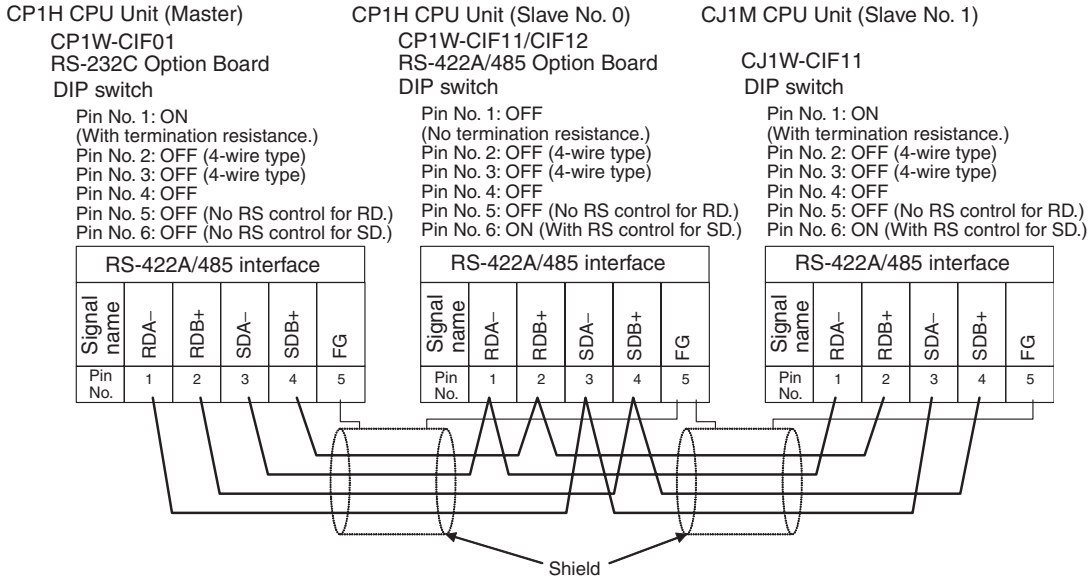 CP1H CPU Unit (Master)
CP1W-CIF01
RS-232C Option Board
DIP switch
Pin No. 1: ON
(With termination resistance.)
Pin No. 2: OFF (4-wire type)
Pin No. 3: OFF (4-wire type)
Pin No. 4: OFF
Pin No. 5: OFF (No RS control for RD.)
Pin No. 6: OFF (No RS control for SD.)
RS-422A/485 interface
Signal name
RDA–
RDB+
SDA–
SDB+
FG
Pin No.
1 2 3 4 5
CP1H CPU Unit (Slave No. 0)
CP1W-CIF11/CIF12
RS-422A/485 Option Board
DIP switch
Pin No. 1: OFF
(No termination resistance.)
Pin No. 2: OFF (4-wire type)
Pin No. 3: OFF (4-wire type)
Pin No. 4: OFF
Pin No. 5: OFF (No RS control for RD.)
Pin No. 6: ON (With RS control for SD.)
RS-422A/485 interface
Signal name
RDA–
RDB+
SDA–
SDB+
FG
Pin No.
1 2 3 4 5
CJ1M CPU Unit (Slave No. 1)
CJ1W-CIF11
DIP switch
Pin No. 1: ON
(With termination resistance.)
Pin No. 2: OFF (4-wire type)
Pin No. 3: OFF (4-wire type)
Pin No. 4: OFF
Pin No. 5: OFF (No RS control for RD.)
Pin No. 6: ON (With RS control for SD.)
RS-422A/485 interface
Signal name
RDA–
RDB+
SDA–
SDB+
FG
Pin No.
1 2 3 4 5
Shield